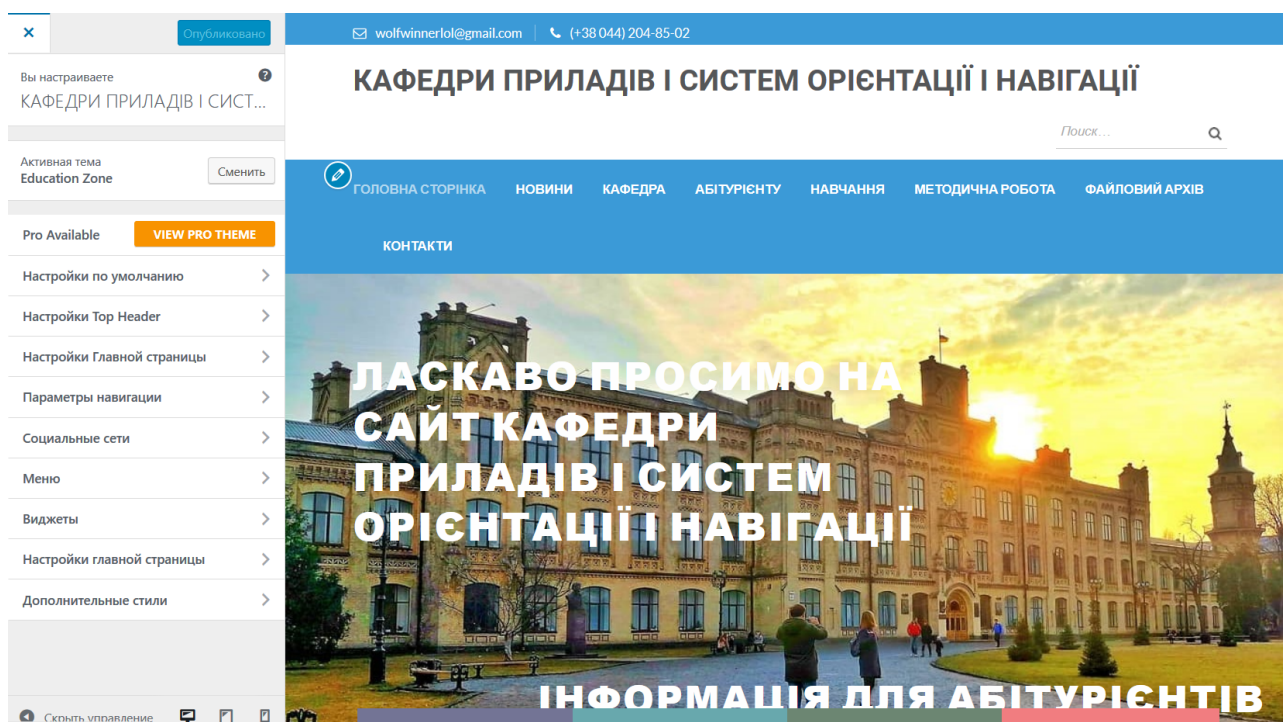 Опубликовано
Вы настраиваете
КАФЕДРИ ПРИЛАДІВ І СИСТ...
Активная тема
Education Zone
Сменить
Pro Available
VIEW PRO THEME
Настройки по умолчанию
Настройки Top Header
Настройки Главной страницы
Параметры навигации
Социальные сети
Меню
Виджеты
Настройки главной страницы
Дополнительные стили
Скрыть управление
wolfwinnerlol@gmail.com
(+38 044) 204-85-02
КАФЕДРИ ПРИЛАДІВ І СИСТЕМ ОРІЄНТАЦІЇ І НАВІГАЦІЇ
Поиск...
ГОЛОВНА СТОРІНКА НОВИНИ КАФЕДРА АБІТУРІЄНТУ НАВЧАННЯ МЕТОДИЧНА РОБОТА ФАЙЛОВИЙ АРХІВ
КОНТАКТИ
ЛАСКАВО ПРОСИМО НА
САЙТ КАФЕДРИ
ПРИЛАДІВ І СИСТЕМ
ОРІЄНТАЦІЇ І НАВІГАЦІЇ
ІНФОРМАЦІЯ ДЛЯ АБІТУРІЄНТІВ